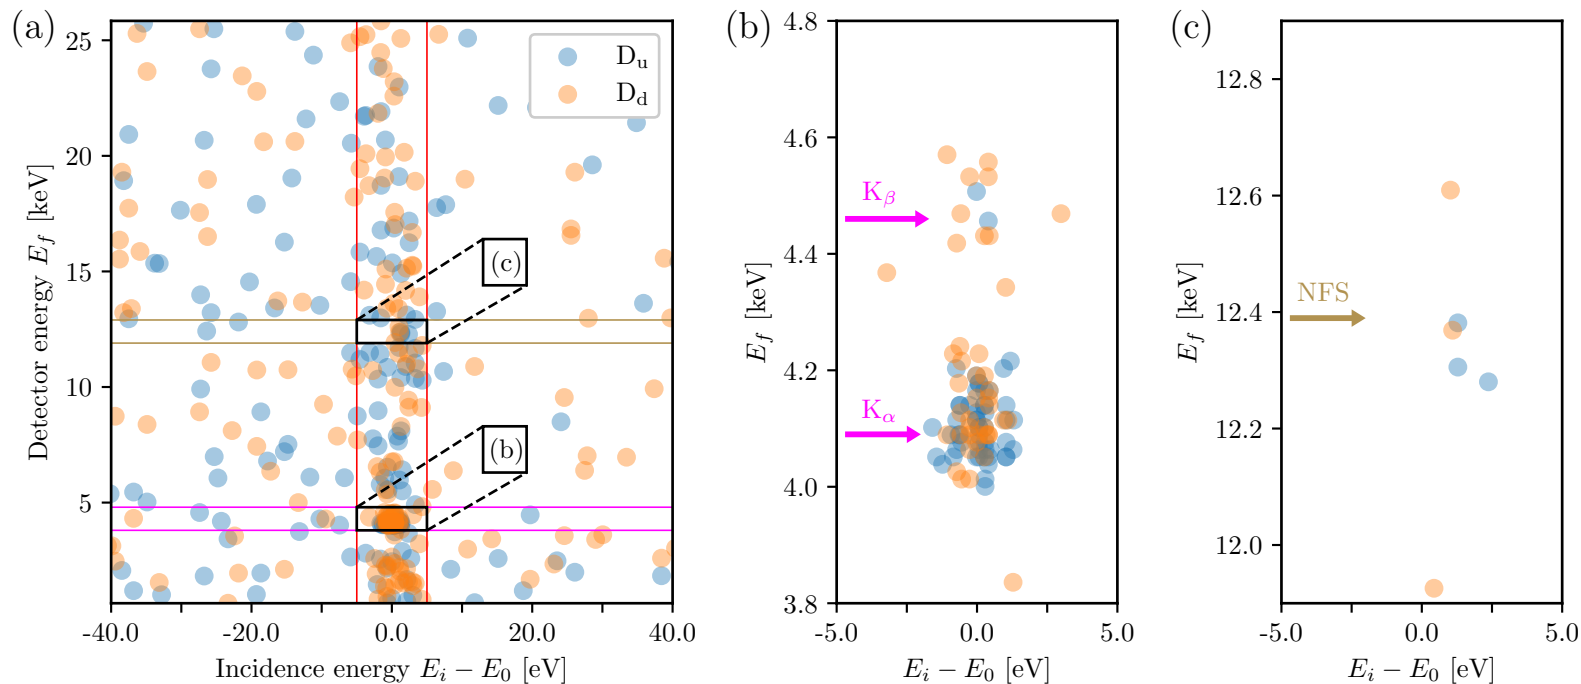 (a)
25
20
15
10
5
Detector energy E_f [keV]
D_u
D_d
(c)
(b)
-40.0
-20.0
0.0
20.0
40.0
Incidence energy E_i − E_0 [eV]
(b)
4.8
4.6
4.4
4.2
4.0
3.8
E_f [keV]
K_β
K_α
-5.0
0.0
5.0
E_i − E_0 [eV]
(c)
12.8
12.6
12.4
12.2
12.0
E_f [keV]
NFS
-5.0
0.0
5.0
E_i − E_0 [eV]